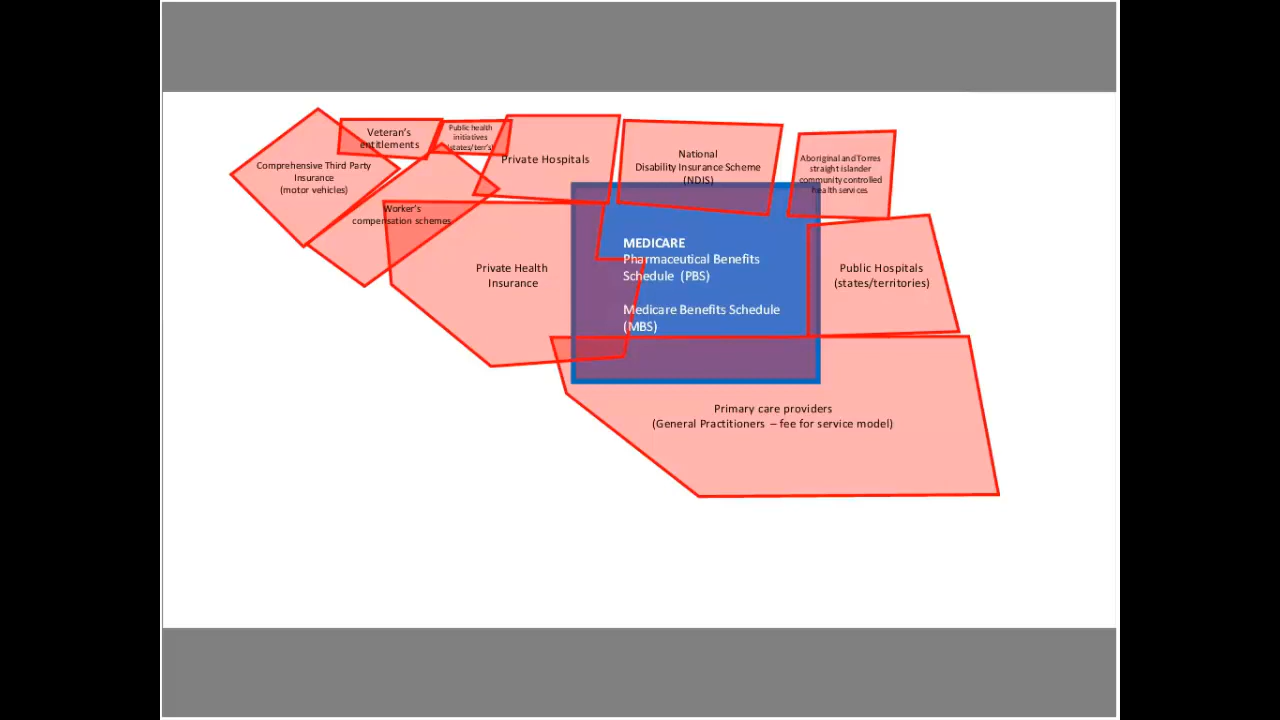 Veteran's
entitlements
Public health
initiatives
(states/terr's)
Comprehensive Third Party
Insurance
(motor vehicles)
Private Hospitals
National
Disability Insurance Scheme
(NDIS)
Aboriginal and Torres
straight islander
community controlled
health services
Worker's
compensation schemes
Private Health
Insurance
MEDICARE
Pharmaceutical Benefits
Schedule (PBS)
Medicare Benefits Schedule
(MBS)
Public Hospitals
(states/territories)
Primary care providers
(General Practitioners – fee for service model)